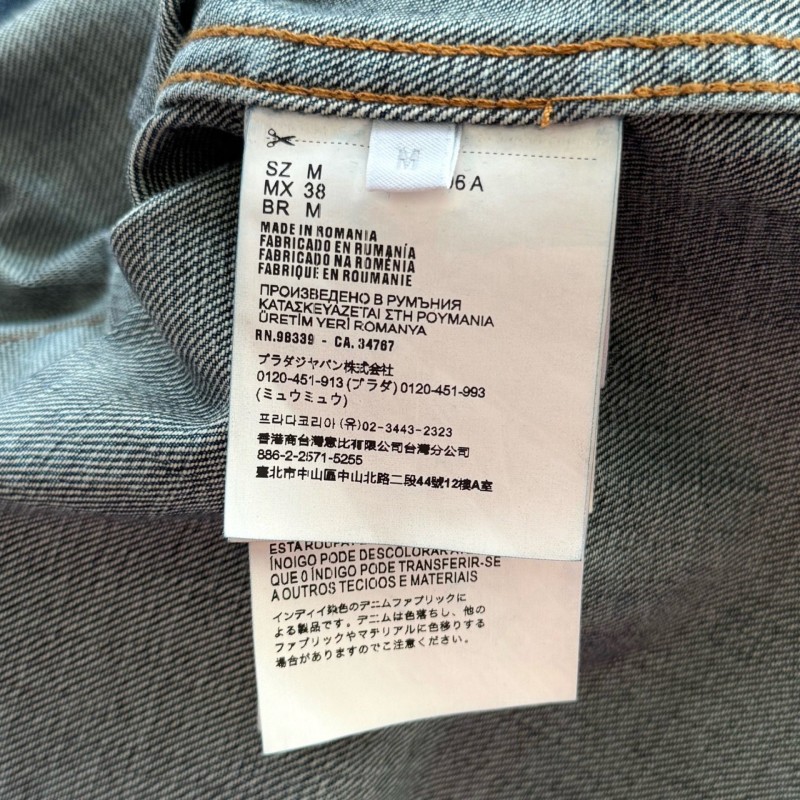 M
SZ M
MX 38
BR M
06 A
MADE IN ROMANIA
FABRICADO EN RUMANÍA
FABRICADO NA ROMÉNIA
FABRIQUE EN ROUMANIE
ПРОИЗВЕДЕНО В РУМЪНИЯ
ΚΑΤΑΣΚΕΥΑΖΕΤΑΙ ΣΤΗ ΡΟΥΜΑΝΙΑ
ÜRETİM YERİ ROMANYA
RN.98339 - CA. 34767
プラダジャパン株式会社
0120-451-913 (プラダ) 0120-451-993
(ミュウミュウ)
프라다코리아 (유) 02-3443-2323
香港商台灣意比有限公司台灣分公司
886-2-2571-5255
臺北市中山區中山北路二段44號12樓A室
ESTA ROUPA
ÍNDIGO PODE DESCOLORAR
QUE O ÍNDIGO PODE TRANSFERIR-SE
A OUTROS TECIDOS E MATERIAIS
インディイ染色のデニムファブリックに
よる製品です。デニムは色落ちし、他の
ファブリックやマテリアルに色移りする
場合がありますのでご注意ください。